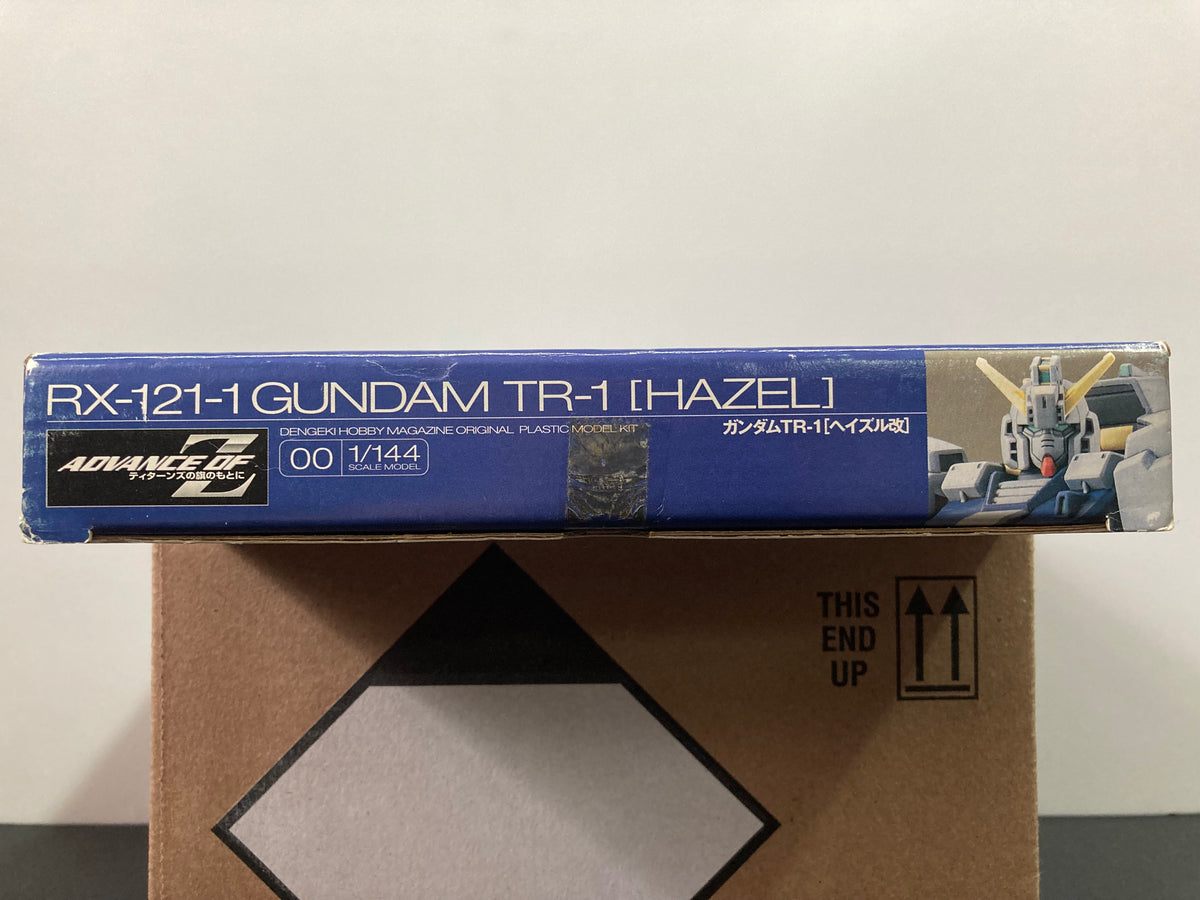 RX-121-1 GUNDAM TR-1 [HAZEL]
DENGEKI HOBBY MAGAZINE ORIGINAL PLASTIC MODEL KIT
ガンダムTR-1[ヘイズル改]
ADVANCE OF Z
ティターンズの旗のもとに
00
1/144
SCALE MODEL
THIS
END
UP